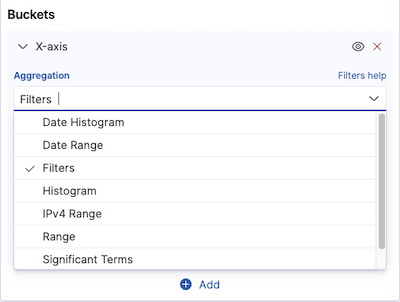 Buckets
X-axis
Aggregation Filters help
Filters
Date Histogram
Date Range
Filters
Histogram
IPv4 Range
Range
Significant Terms
Add